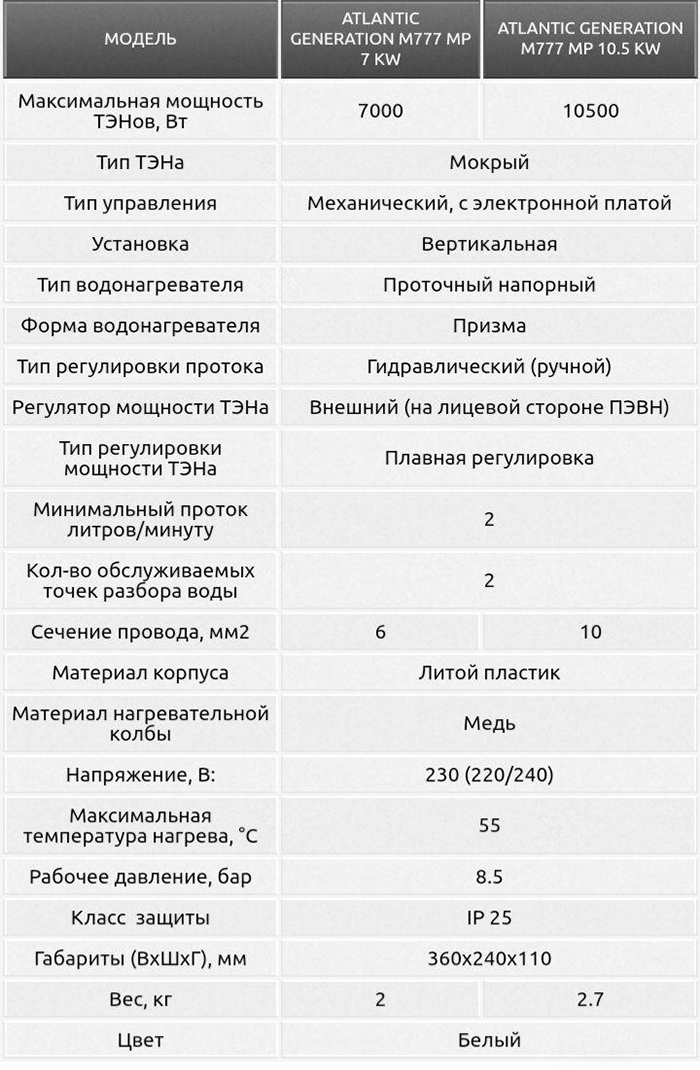 МОДЕЛЬ
ATLANTIC
GENERATION M777 MP
7 KW
ATLANTIC GENERATION
M777 MP 10.5 KW
Максимальная мощность
ТЭНов, Вт
7000
10500
Тип ТЭНа
Мокрый
Тип управления
Механический, с электронной платой
Установка
Вертикальная
Тип водонагревателя
Проточный напорный
Форма водонагревателя
Призма
Тип регулировки протока
Гидравлический (ручной)
Регулятор мощности ТЭНа
Внешний (на лицевой стороне ПЭВН)
Тип регулировки
мощности ТЭНа
Плавная регулировка
Минимальный проток
литров/минуту
2
Кол-во обслуживаемых
точек разбора воды
2
Сечение провода, мм2
6
10
Материал корпуса
Литой пластик
Материал нагревательной
колбы
Медь
Напряжение, В:
230 (220/240)
Максимальная
температура нагрева, °C
55
Рабочее давление, бар
8.5
Класс защиты
IP 25
Габариты (ВхШхГ), мм
360х240х110
Вес, кг
2
2.7
Цвет
Белый